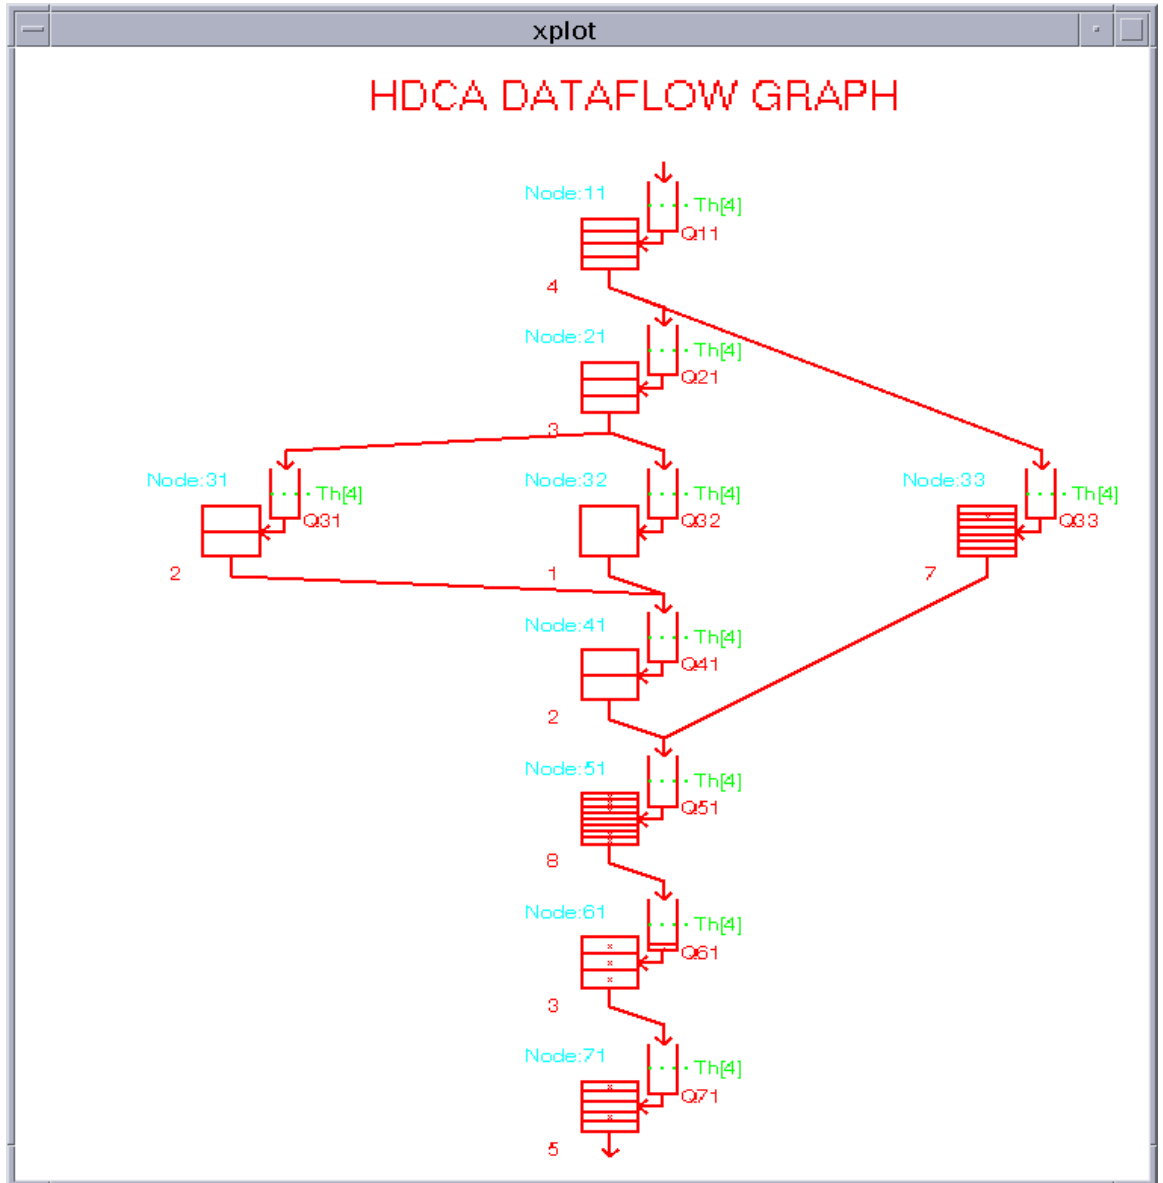 xplot
HDCA DATAFLOW GRAPH
Node:11
Th[4]
Q11
4
Node:21
Th[4]
Q21
3
Node:31
Th[4]
Q31
2
Node:32
Th[4]
Q32
1
Node:33
Th[4]
Q33
7
Node:41
Th[4]
Q41
2
Node:51
Th[4]
Q51
8
Node:61
Th[4]
Q61
3
Node:71
Th[4]
Q71
5